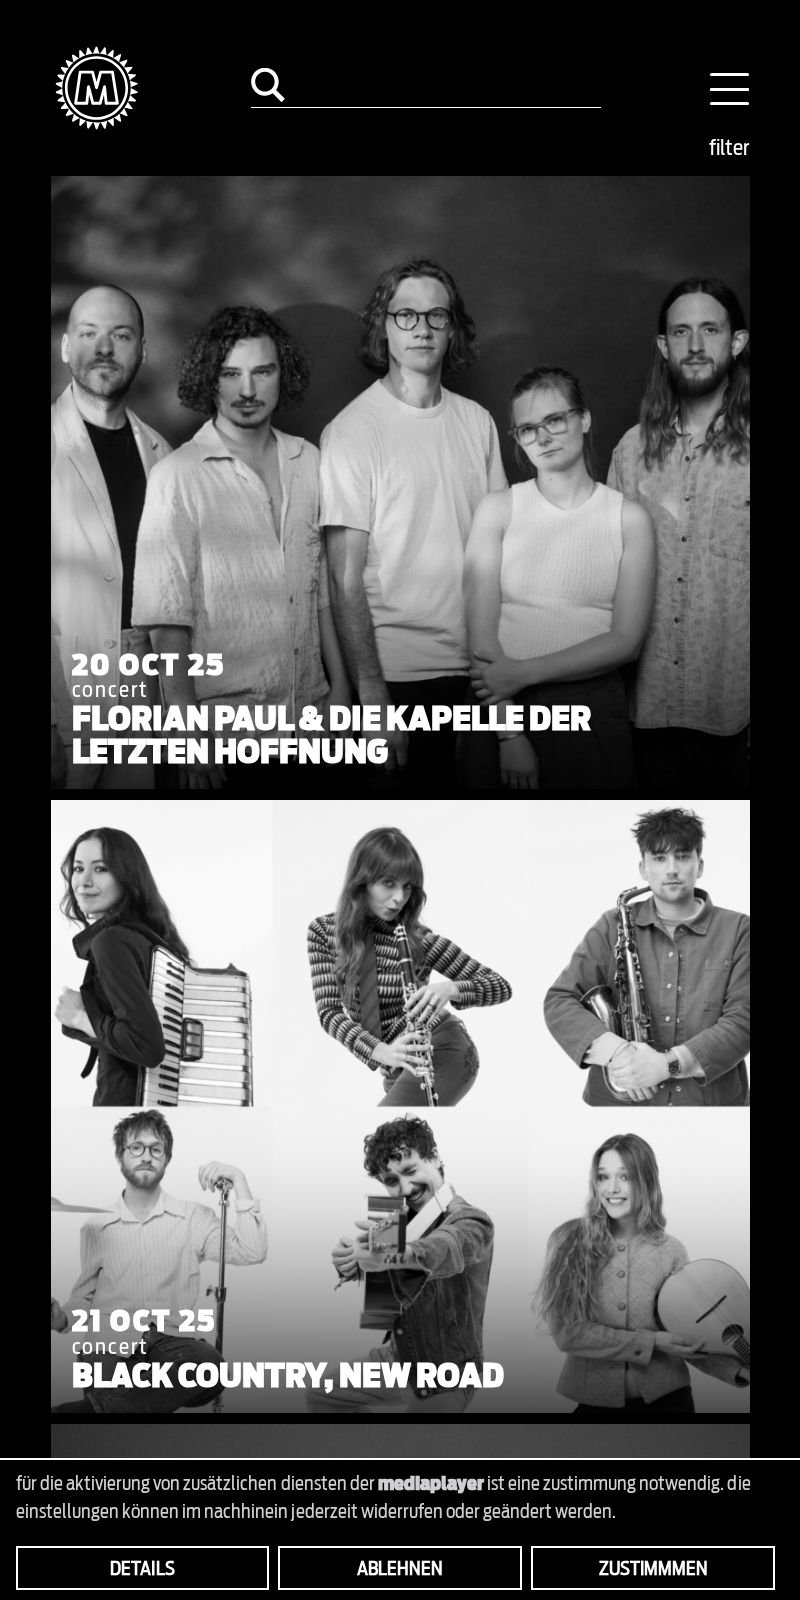 M
filter
20 OCT 25
concert
FLORIAN PAUL & DIE KAPELLE DER
LETZTEN HOFFNUNG
21 OCT 25
concert
BLACK COUNTRY, NEW ROAD
für die aktivierung von zusätzlichen diensten der mediaplayer ist eine zustimmung notwendig. die
einstellungen können im nachhinein jederzeit widerrufen oder geändert werden.
DETAILS
ABLEHNEN
ZUSTIMMMEN